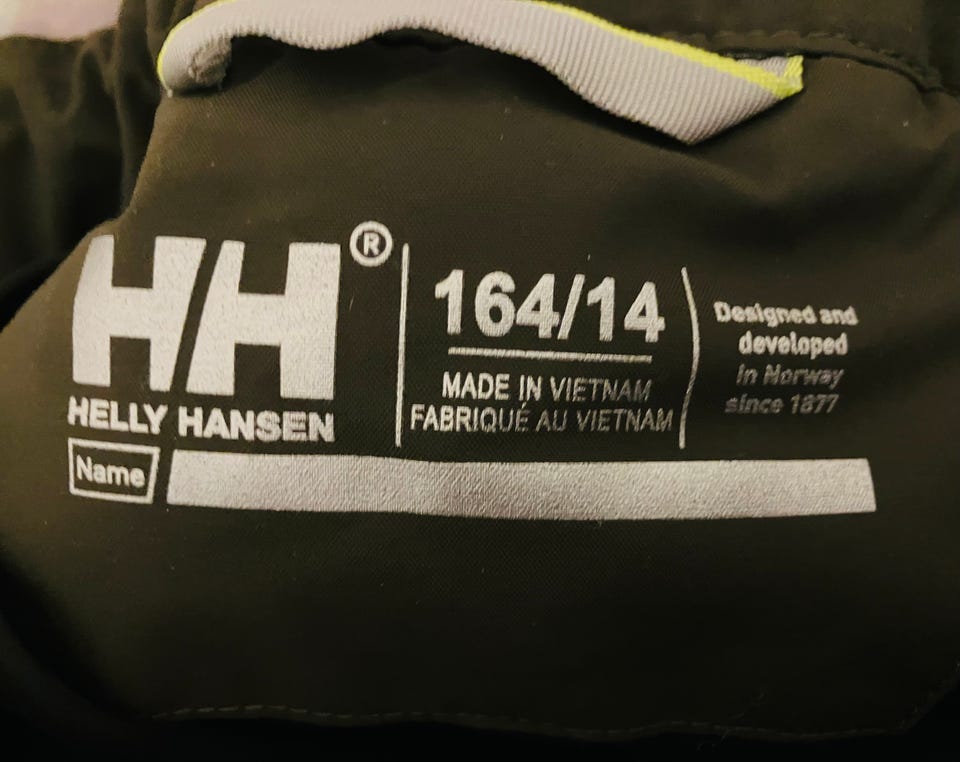 HH®
HELLY HANSEN
Name
164/14
MADE IN VIETNAM
FABRIQUÉ AU VIETNAM
Designed and
developed
in Norway
since 1877